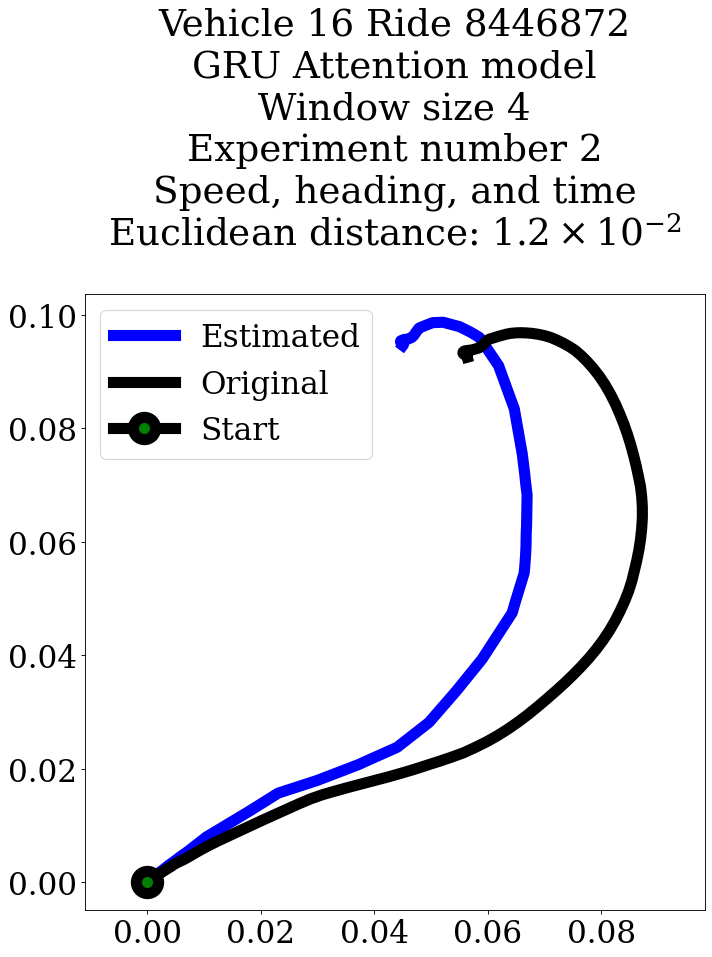 Vehicle 16 Ride 8446872
GRU Attention model
Window size 4
Experiment number 2
Speed, heading, and time
Euclidean distance: 1.2 × 10⁻²
Estimated
Original
Start
0.10
0.08
0.06
0.04
0.02
0.00
0.00 0.02 0.04 0.06 0.08